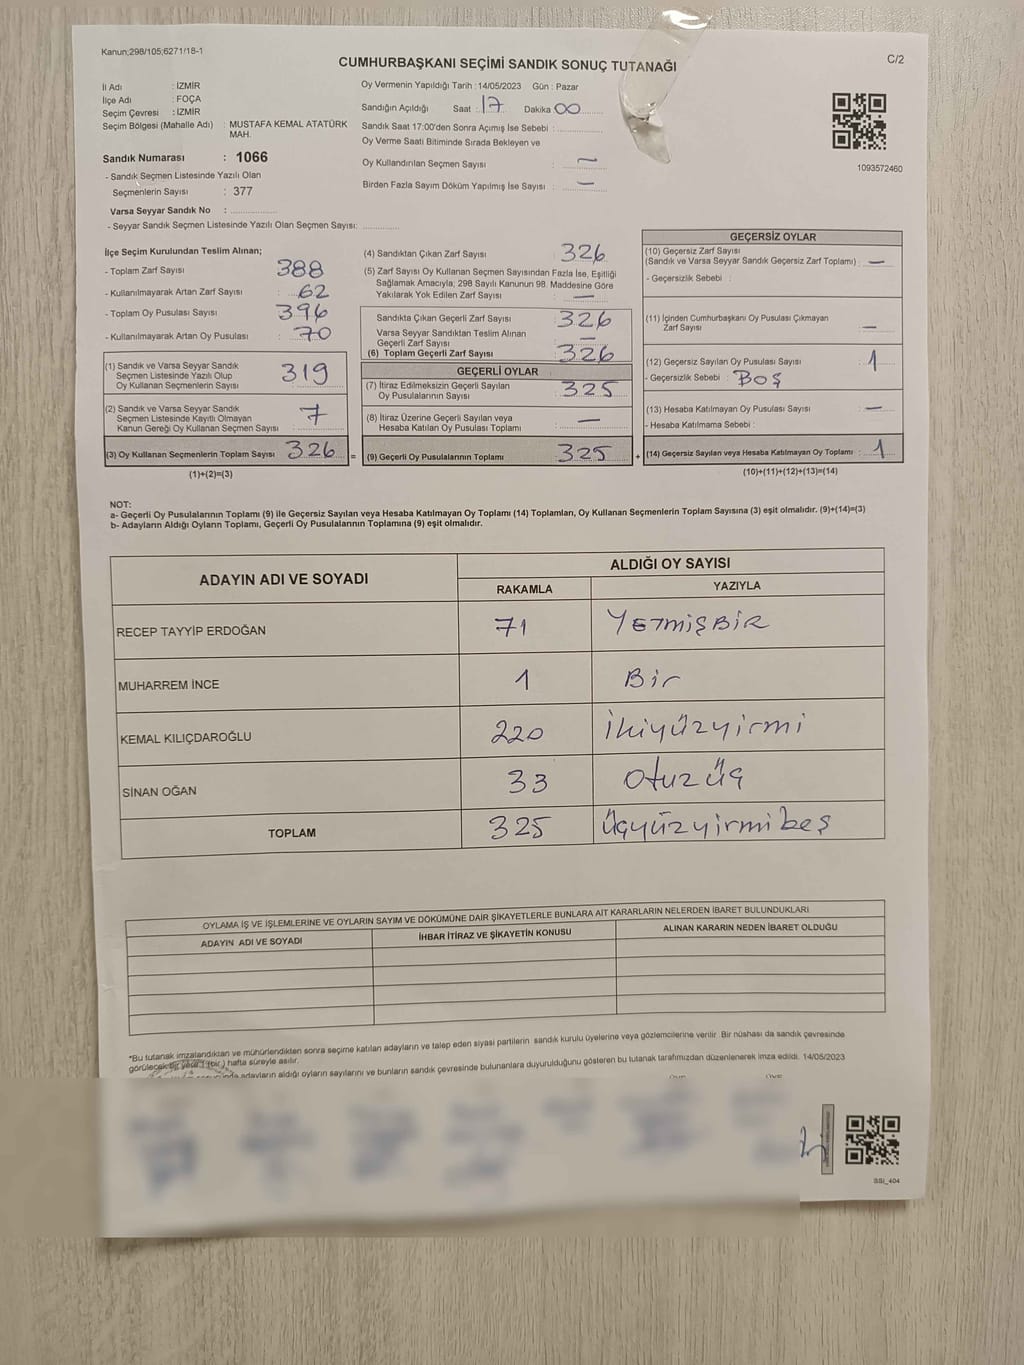 Kanun;298/105;6271/18-1
C/2
CUMHURBAŞKANI SEÇİMİ SANDIK SONUÇ TUTANAĞI
İl Adı : İZMİR
İlçe Adı : FOÇA
Seçim Çevresi : İZMİR
Seçim Bölgesi (Mahalle Adı) : MUSTAFA KEMAL ATATÜRK MAH.
Sandık Numarası : 1066
- Sandık Seçmen Listesinde Yazılı Olan
Seçmenlerin Sayısı : 377
Varsa Seyyar Sandık No : ..............
- Seyyar Sandık Seçmen Listesinde Yazılı Olan Seçmen Sayısı: ..............
Oy Vermenin Yapıldığı Tarih : 14/05/2023 Gün : Pazar
Sandığın Açıldığı Saat : 17 Dakika 00
Sandık Saat 17:00'den Sonra Açımış İse Sebebi : ..............
Oy Verme Saati Bitiminde Sırada Bekleyen ve
Oy Kullandırılan Seçmen Sayısı : —
Birden Fazla Sayım Döküm Yapılmış İse Sayısı : —
1093572460
İlçe Seçim Kurulundan Teslim Alınan;
- Toplam Zarf Sayısı : 388
- Kullanılmayarak Artan Zarf Sayısı : 62
- Toplam Oy Pusulası Sayısı : 396
- Kullanılmayarak Artan Oy Pusulası : 70
(1) Sandık ve Varsa Seyyar Sandık
Seçmen Listesinde Yazılı Olup
Oy Kullanan Seçmenlerin Sayısı : 319
(2) Sandık ve Varsa Seyyar Sandık
Seçmen Listesinde Kayıtlı Olmayan
Kanun Gereği Oy Kullanan Seçmen Sayısı : 7
(3) Oy Kullanan Seçmenlerin Toplam Sayısı : 326
(1)+(2)=(3)
(4) Sandıktan Çıkan Zarf Sayısı : 326
(5) Zarf Sayısı Oy Kullanan Seçmen Sayısından Fazla İse, Eşitliği
Sağlamak Amacıyla; 298 Sayılı Kanunun 98. Maddesine Göre
Yakılarak Yok Edilen Zarf Sayısı : —
Sandıkta Çıkan Geçerli Zarf Sayısı : 326
Varsa Seyyar Sandıktan Teslim Alınan
Geçerli Zarf Sayısı : —
(6) Toplam Geçerli Zarf Sayısı : 326
GEÇERLİ OYLAR
(7) İtiraz Edilmeksizin Geçerli Sayılan
Oy Pusulalarının Sayısı : 325
(8) İtiraz Üzerine Geçerli Sayılan veya
Hesaba Katılan Oy Pusulası Toplamı : —
= (9) Geçerli Oy Pusulalarının Toplamı : 325
GEÇERSİZ OYLAR
(10) Geçersiz Zarf Sayısı
(Sandık ve Varsa Seyyar Sandık Geçersiz Zarf Toplamı) : —
- Geçersizlik Sebebi :
(11) İçinden Cumhurbaşkanı Oy Pusulası Çıkmayan
Zarf Sayısı : —
(12) Geçersiz Sayılan Oy Pusulası Sayısı : 1
- Geçersizlik Sebebi : BOŞ
(13) Hesaba Katılmayan Oy Pusulası Sayısı : —
- Hesaba Katılmama Sebebi :
+ (14) Geçersiz Sayılan veya Hesaba Katılmayan Oy Toplamı : 1
(10)+(11)+(12)+(13)=(14)
NOT:
a- Geçerli Oy Pusulalarının Toplamı (9) ile Geçersiz Sayılan veya Hesaba Katılmayan Oy Toplamı (14) Toplamları, Oy Kullanan Seçmenlerin Toplam Sayısına (3) eşit olmalıdır. (9)+(14)=(3)
b- Adayların Aldığı Oyların Toplamı, Geçerli Oy Pusulalarının Toplamına (9) eşit olmalıdır.
ADAYIN ADI VE SOYADI
ALDIĞI OY SAYISI
RAKAMLA YAZIYLA
RECEP TAYYİP ERDOĞAN 71 YETMİŞBİR
MUHARREM İNCE 1 Bir
KEMAL KILIÇDAROĞLU 220 İkiyüzyirmi
SİNAN OĞAN 33 Otuzüç
TOPLAM 325 Üçyüzyirmibeş
OYLAMA İŞ VE İŞLEMLERİNE VE OYLARIN SAYIM VE DÖKÜMÜNE DAİR ŞİKAYETLERLE BUNLARA AİT KARARLARIN NELERDEN İBARET BULUNDUKLARI
ADAYIN ADI VE SOYADI İHBAR İTİRAZ VE ŞİKAYETİN KONUSU ALINAN KARARIN NEDEN İBARET OLDUĞU
*Bu tutanak imzalandıktan ve mühürlendikten sonra seçime katılan adayların ve talep eden siyasi partilerin sandık kurulu üyelerine veya gözlemcilerine verilir. Bir nüshası da sandık çevresinde
görülecek bir yere 1 (bir ) hafta süreyle asılır.
adayların aldığı oyların sayılarını ve bunların sandık çevresinde bulunanlara duyurulduğunu gösteren bu tutanak tarafımızdan düzenlenerek imza edildi. 14/05/2023
SSI_404